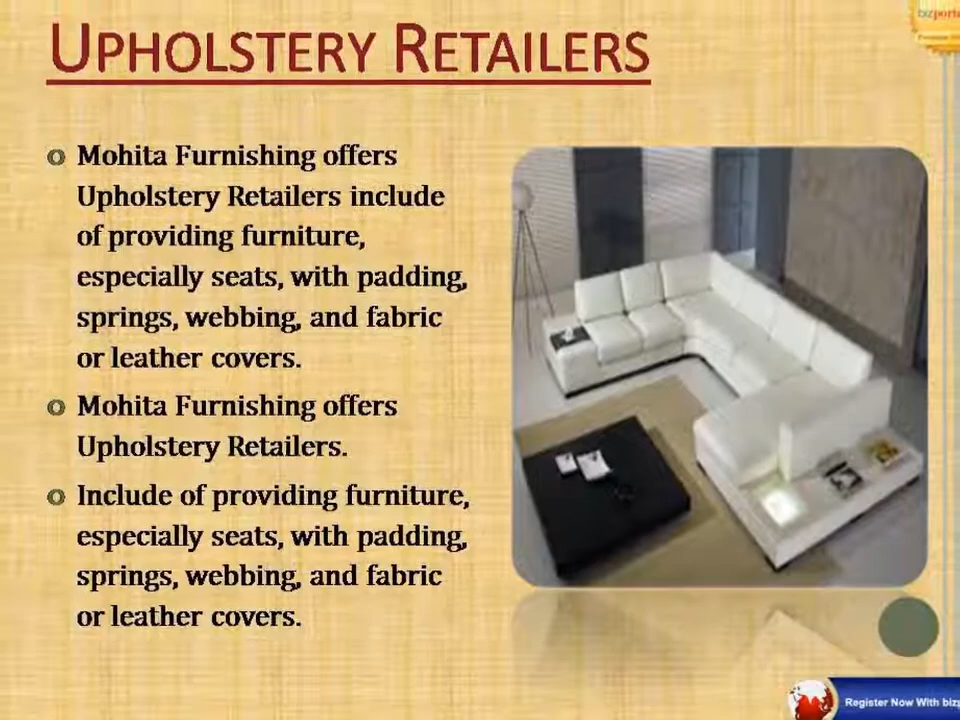 UPHOLSTERY RETAILERS
Mohita Furnishing offers
Upholstery Retailers include
of providing furniture,
especially seats, with padding,
springs, webbing, and fabric
or leather covers.
Mohita Furnishing offers
Upholstery Retailers.
Include of providing furniture,
especially seats, with padding,
springs, webbing, and fabric
or leather covers.
Register Now With